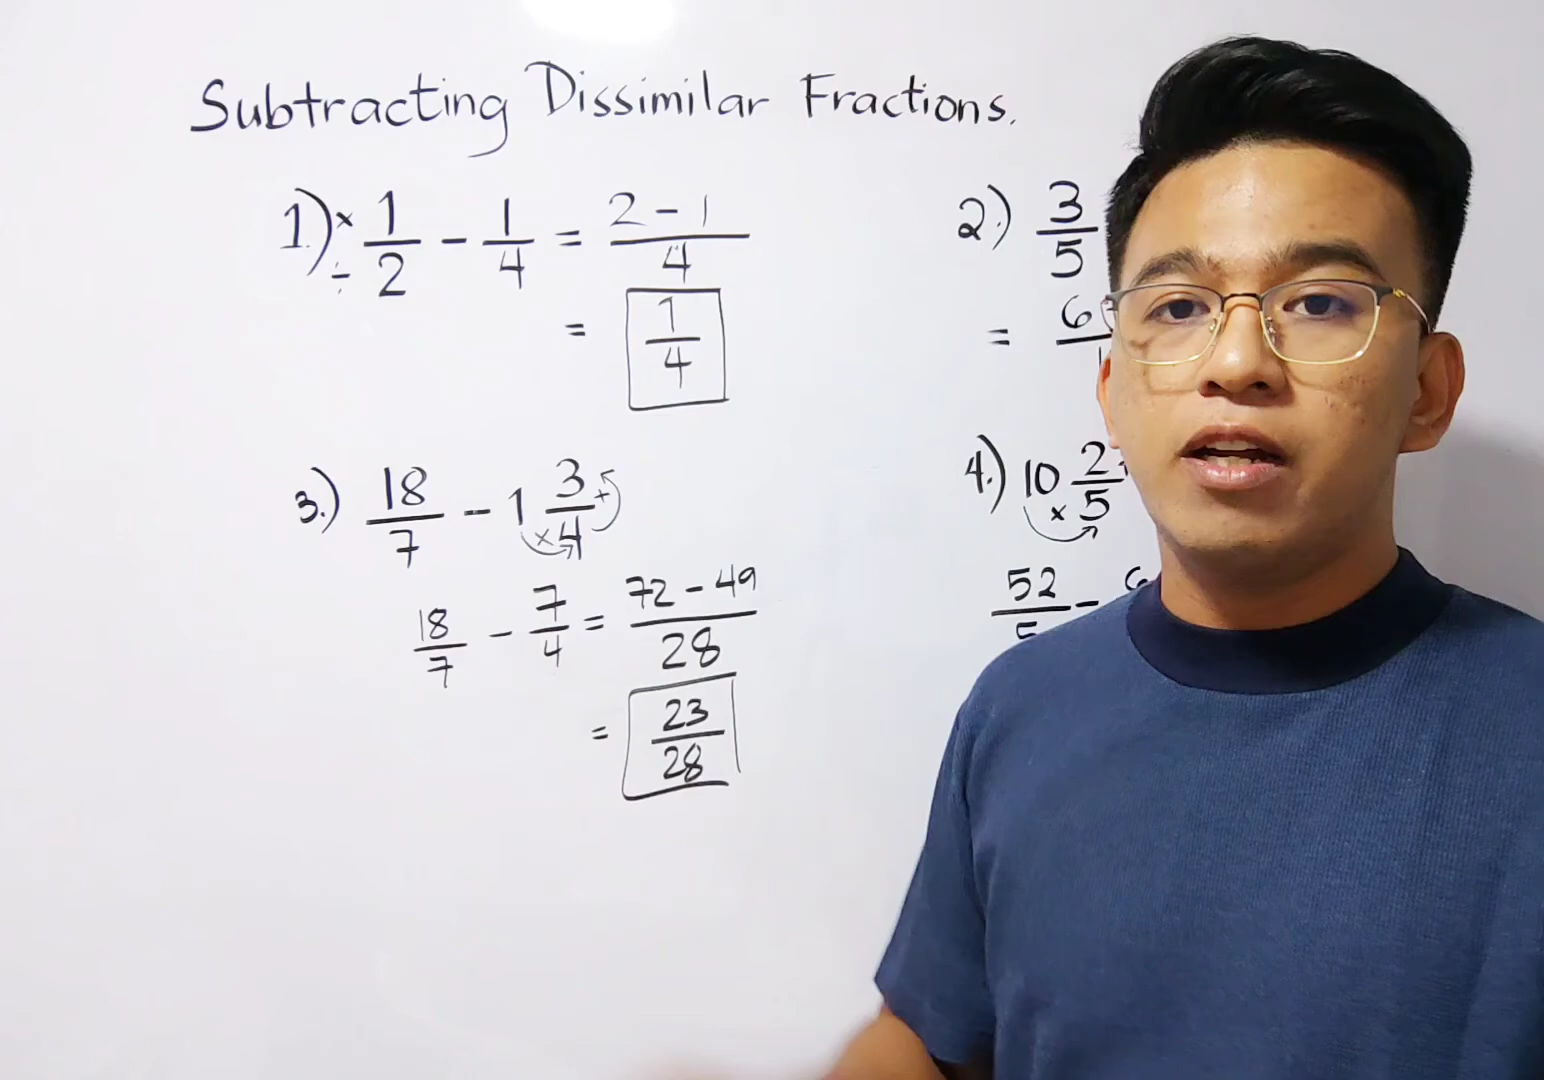 Subtracting Dissimilar Fractions.
1.) × 1/2 ÷ - 1/4 = 2 - 1/4
= 1/4
2.) 3/5
= 6
3.) 18/7 - 1 3/4 × +
18/7 - 7/4 = 72 - 49/28
= 23/28
4.) 10 2/5 ×
52/5 -